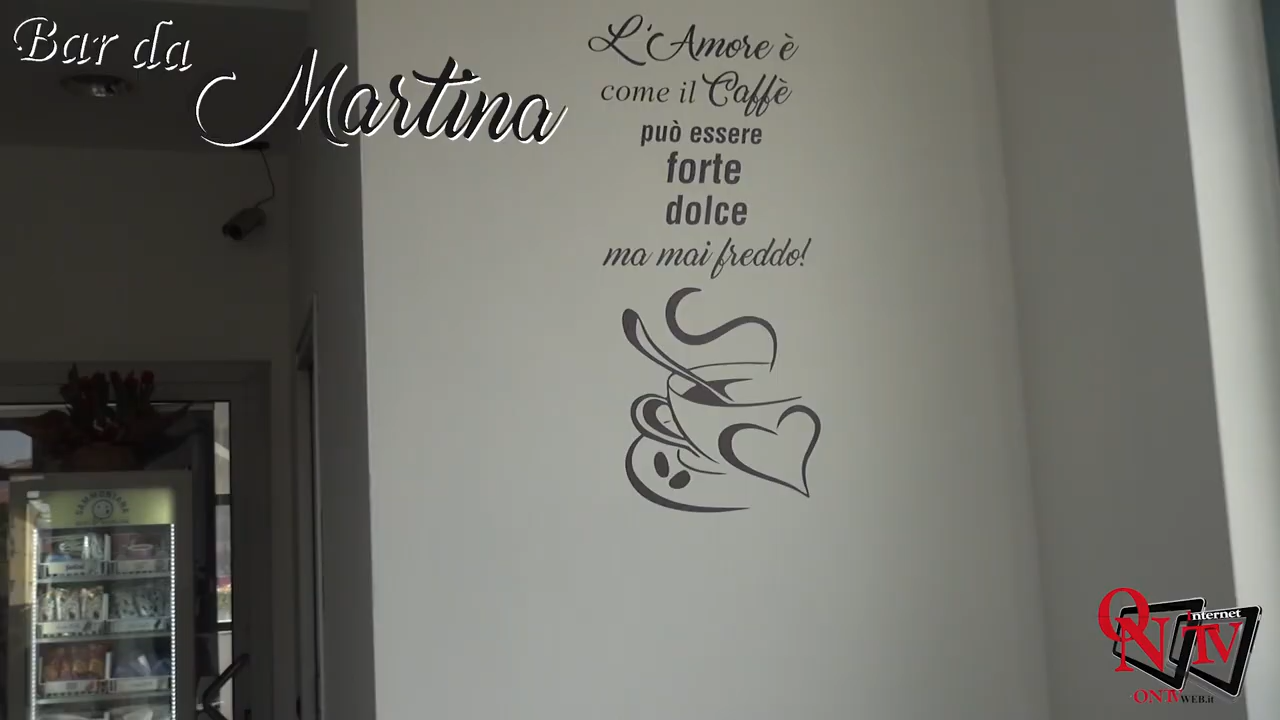 Bar da
Martina
L'Amore è
come il Caffè
può essere
forte
dolce
ma mai freddo!
SAMMONTANA
ON
internet
TV
ONTVWEB.it